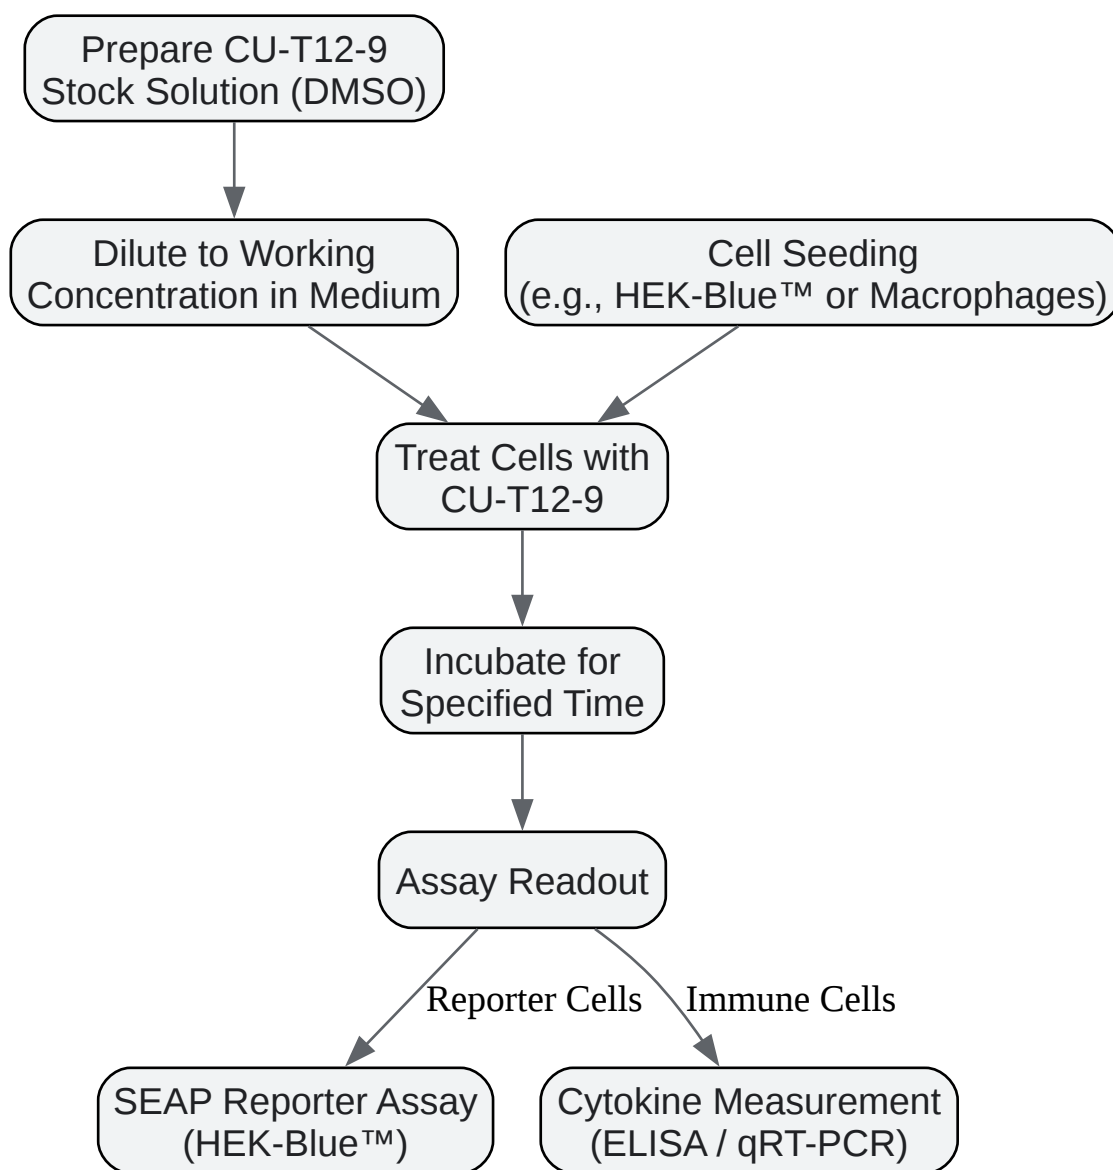 Prepare CU-T12-9
Stock Solution (DMSO)
Dilute to Working
Concentration in Medium
Cell Seeding
(e.g., HEK-Blue™ or Macrophages)
Treat Cells with
CU-T12-9
Incubate for
Specified Time
Assay Readout
Reporter Cells
Immune Cells
SEAP Reporter Assay
(HEK-Blue™)
Cytokine Measurement
(ELISA / qRT-PCR)